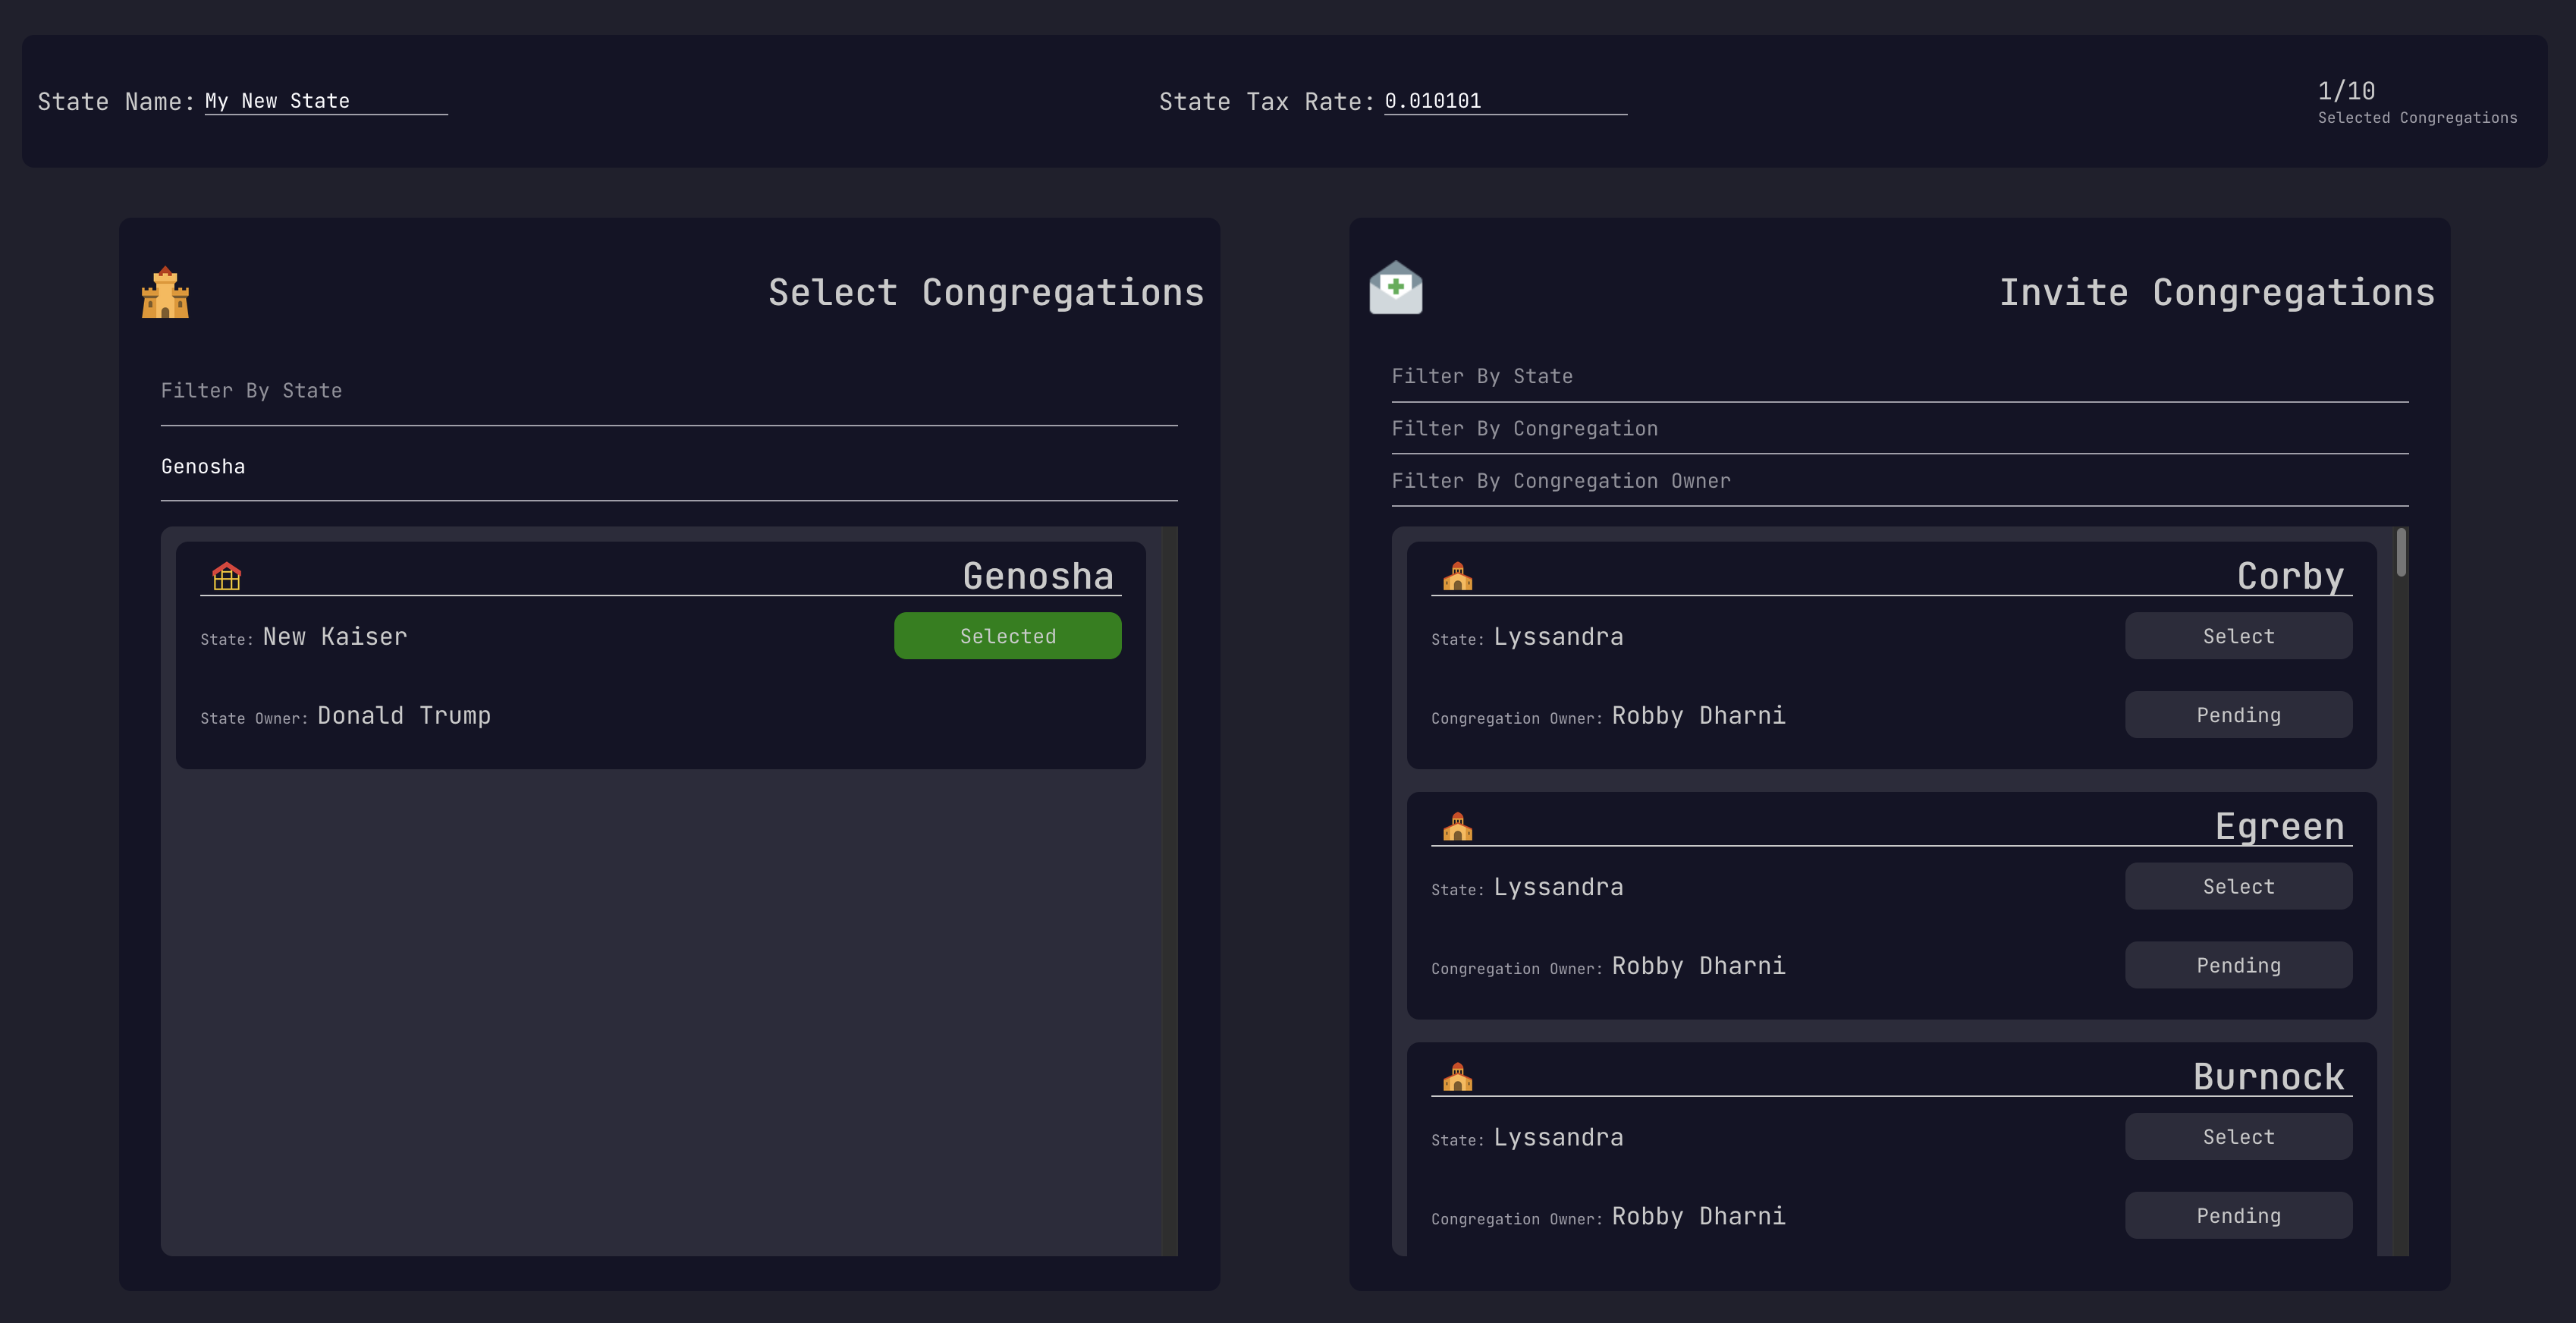 State Name: My New State
State Tax Rate: 0.010101
1/10
Selected Congregations
Select Congregations
Filter By State
Genosha
Genosha
State: New Kaiser
Selected
State Owner: Donald Trump
Invite Congregations
Filter By State
Filter By Congregation
Filter By Congregation Owner
Corby
State: Lyssandra
Select
Congregation Owner: Robby Dharni
Pending
Egreen
State: Lyssandra
Select
Congregation Owner: Robby Dharni
Pending
Burnock
State: Lyssandra
Select
Congregation Owner: Robby Dharni
Pending